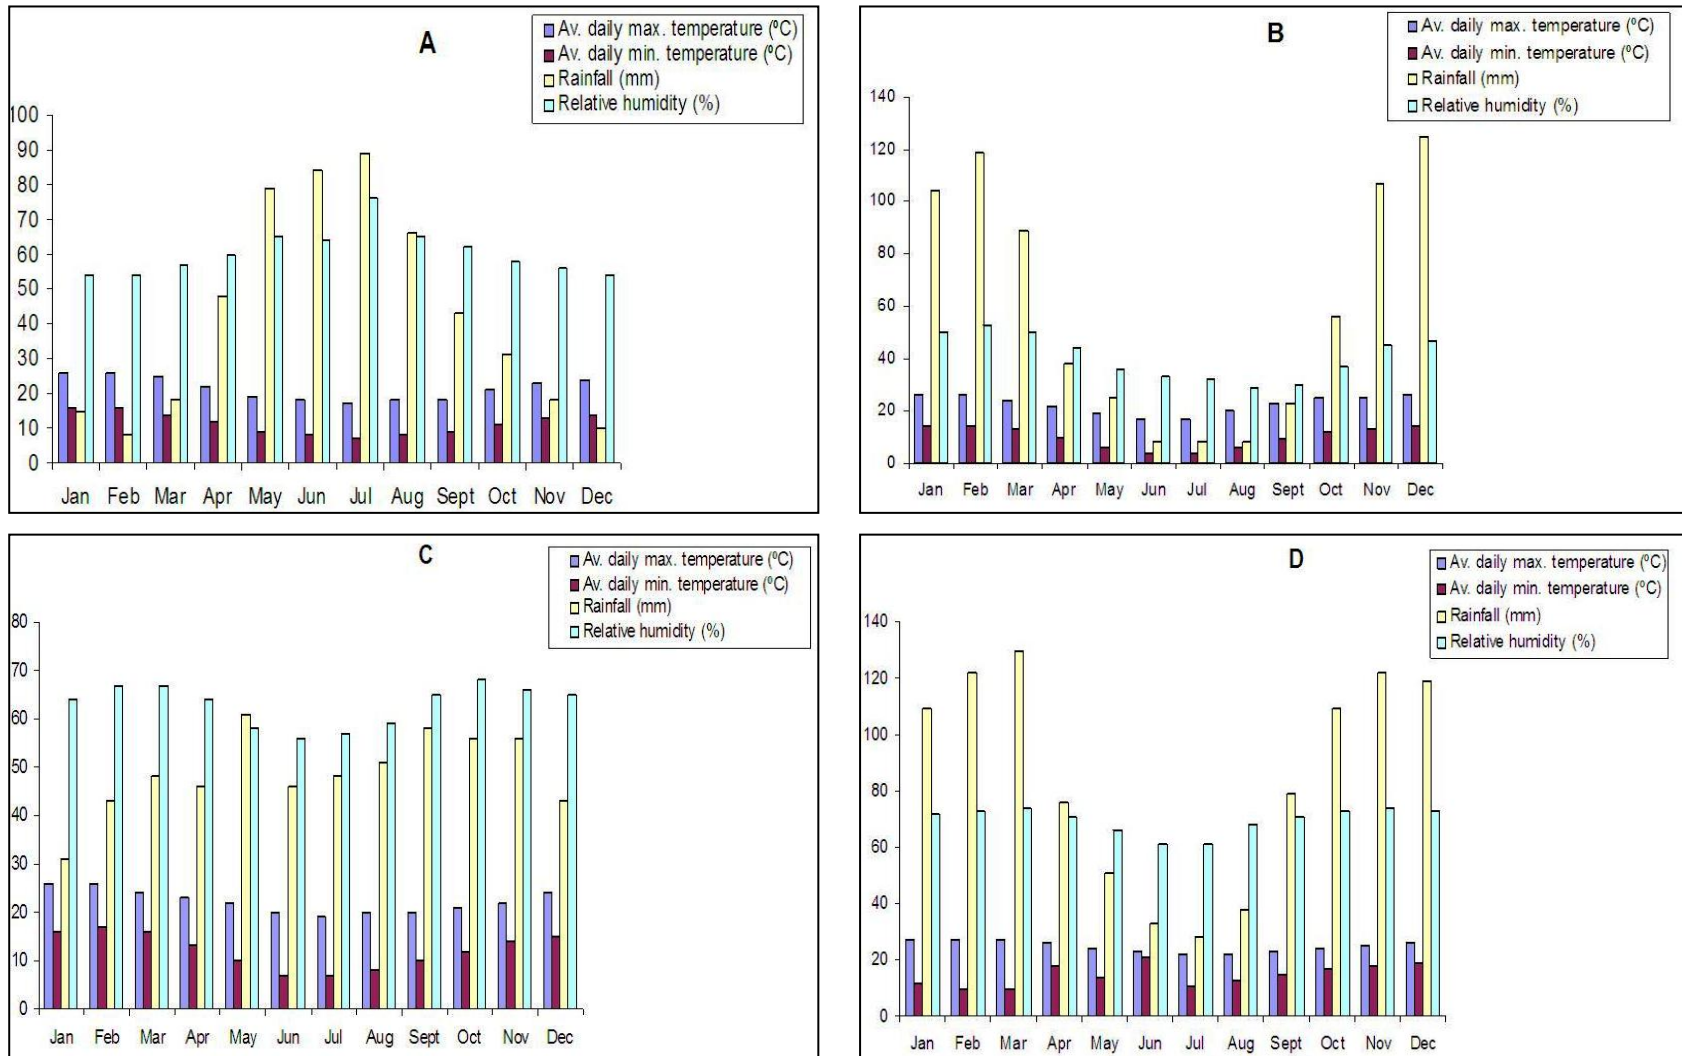 A
Av. daily max. temperature (ºC)
Av. daily min. temperature (ºC)
Rainfall (mm)
Relative humidity (%)
100
90
80
70
60
50
40
30
20
10
0
Jan Feb Mar Apr May Jun Jul Aug Sept Oct Nov Dec
B
Av. daily max. temperature (ºC)
Av. daily min. temperature (ºC)
Rainfall (mm)
Relative humidity (%)
140
120
100
80
60
40
20
0
Jan Feb Mar Apr May Jun Jul Aug Sept Oct Nov Dec
C
Av. daily max. temperature (ºC)
Av. daily min. temperature (ºC)
Rainfall (mm)
Relative humidity (%)
80
70
60
50
40
30
20
10
0
Jan Feb Mar Apr May Jun Jul Aug Sept Oct Nov Dec
D
Av. daily max. temperature (ºC)
Av. daily min. temperature (ºC)
Rainfall (mm)
Relative humidity (%)
140
120
100
80
60
40
20
0
Jan Feb Mar Apr May Jun Jul Aug Sept Oct Nov Dec